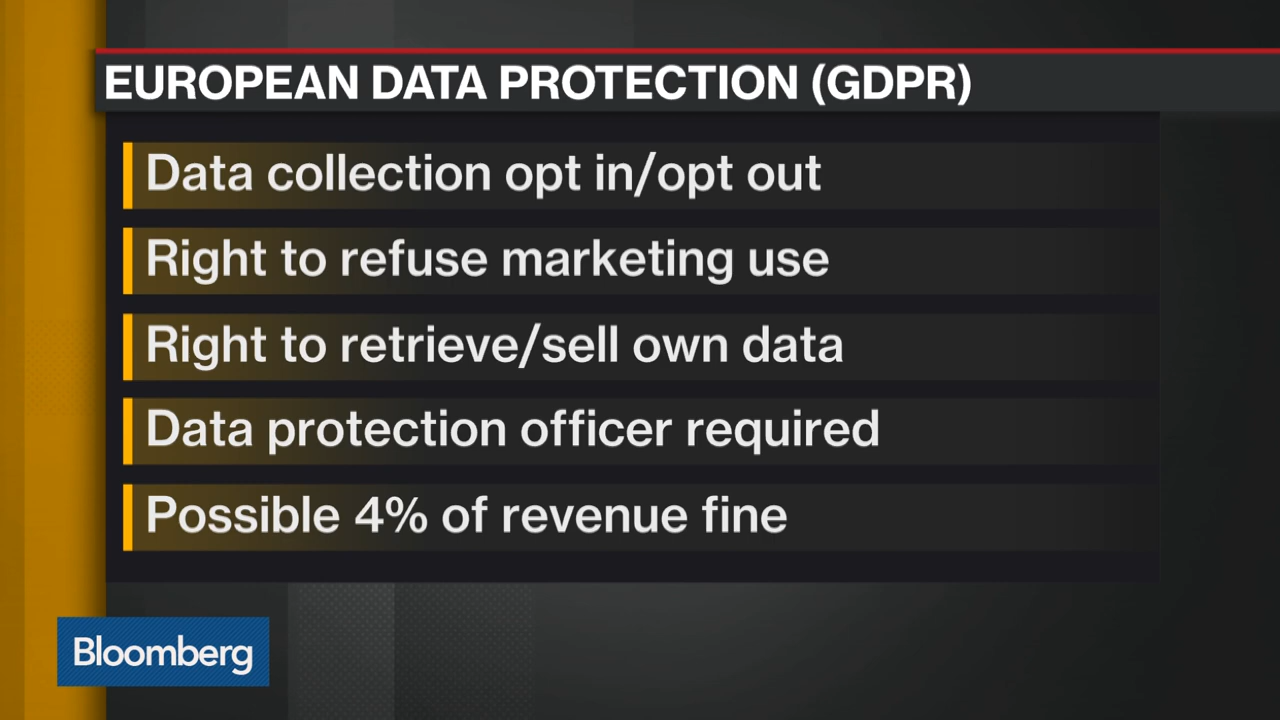 EUROPEAN DATA PROTECTION (GDPR)
Data collection opt in/opt out
Right to refuse marketing use
Right to retrieve/sell own data
Data protection officer required
Possible 4% of revenue fine
Bloomberg